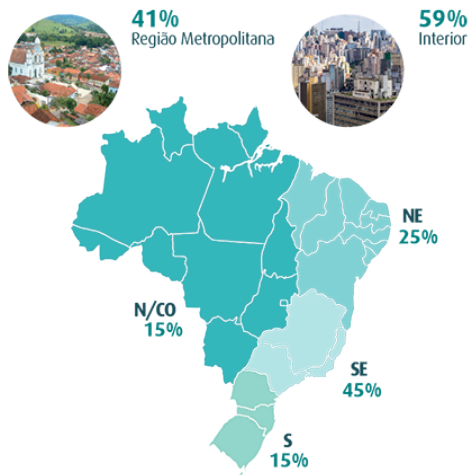 41%
Região Metropolitana
59%
Interior
NE
25%
N/CO
15%
SE
45%
S
15%